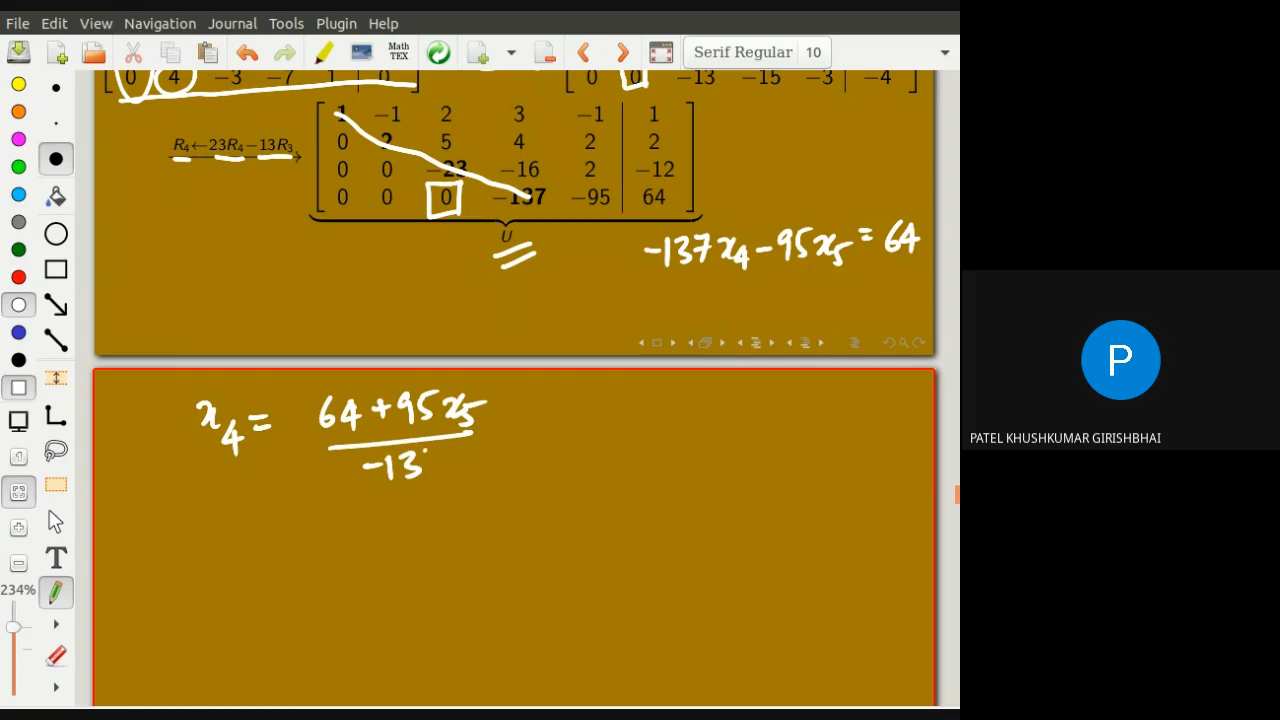 File Edit View Navigation Journal Tools Plugin Help
Math TEX Serif Regular 10
0 4 −3 −7 1 0
0 0 −13 −15 −3 −4
R4←23R4−13R3
1 −1 2 3 −1 1
0 2 5 4 2 2
0 0 −23 −16 2 −12
0 0 0 −137 −95 64
U
-137x4 - 95x5 = 64
x4 = 64 + 95x5
-13
234%
T
P
PATEL KHUSHKUMAR GIRISHBHAI